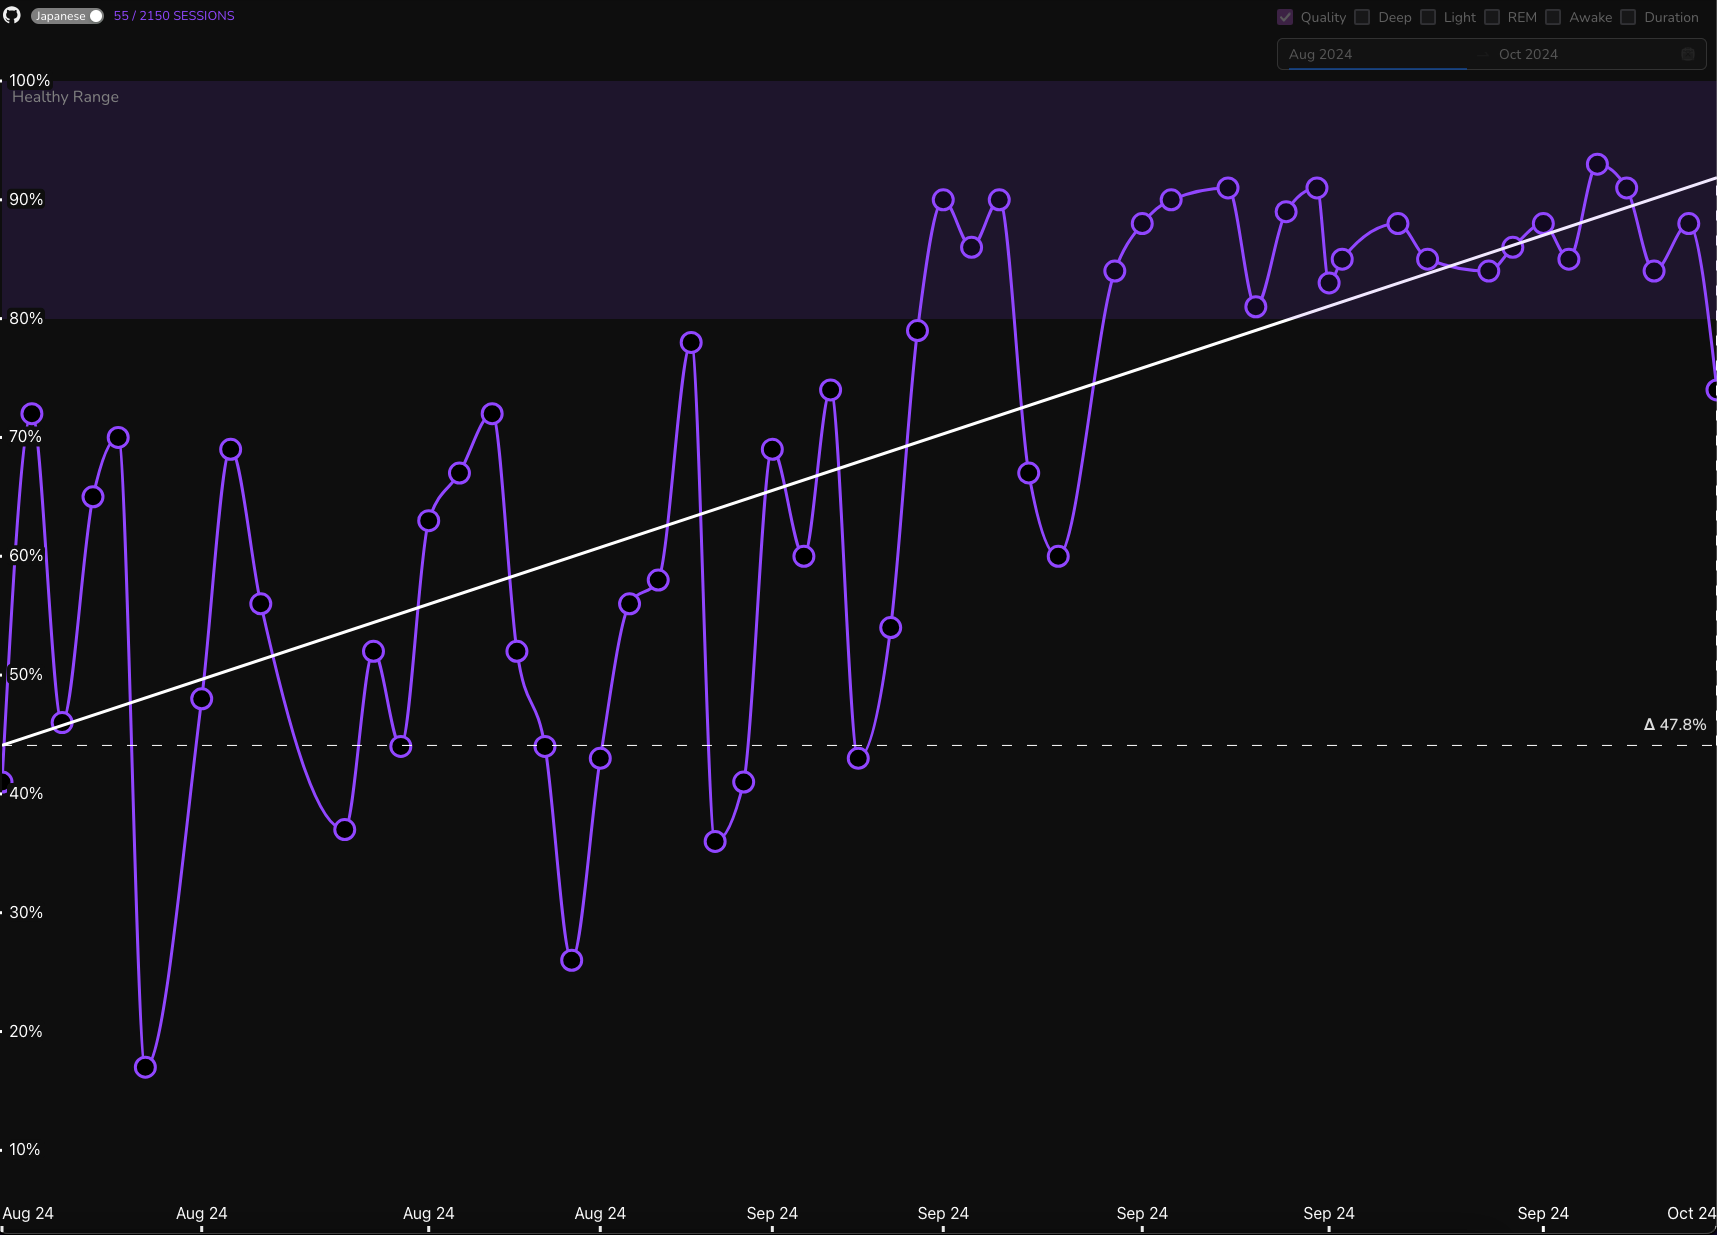 Japanese 55 / 2150 SESSIONS
Quality Deep Light REM Awake Duration
Aug 2024 Oct 2024
100%
Healthy Range
90%
80%
70%
60%
50%
Δ 47.8%
40%
30%
20%
10%
Aug 24 Aug 24 Aug 24 Aug 24 Sep 24 Sep 24 Sep 24 Sep 24 Sep 24 Oct 24